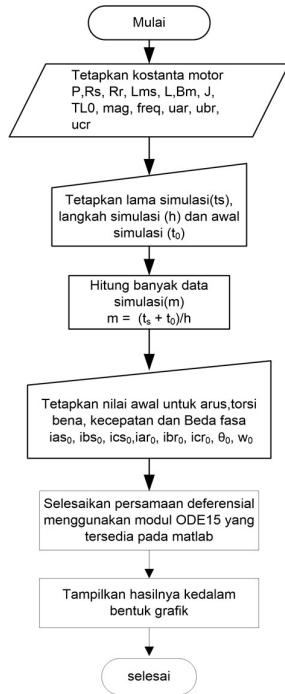 Mulai
Tetapkan kostanta motor
P,Rs, Rr, Lms, L,Bm, J,
TL0, mag, freq, uar, ubr,
ucr
Tetapkan lama simulasi(ts),
langkah simulasi (h) dan awal
simulasi (t₀)
Hitung banyak data
simulasi(m)
m = (tₛ + t₀)/h
Tetapkan nilai awal untuk arus,torsi
bena, kecepatan dan Beda fasa
ias₀, ibs₀, ics₀,iar₀, ibr₀, icr₀, θ₀, w₀
Selesaikan persamaan deferensial
menggunakan modul ODE15 yang
tersedia pada matlab
Tampilkan hasilnya kedalam
bentuk grafik
selesai